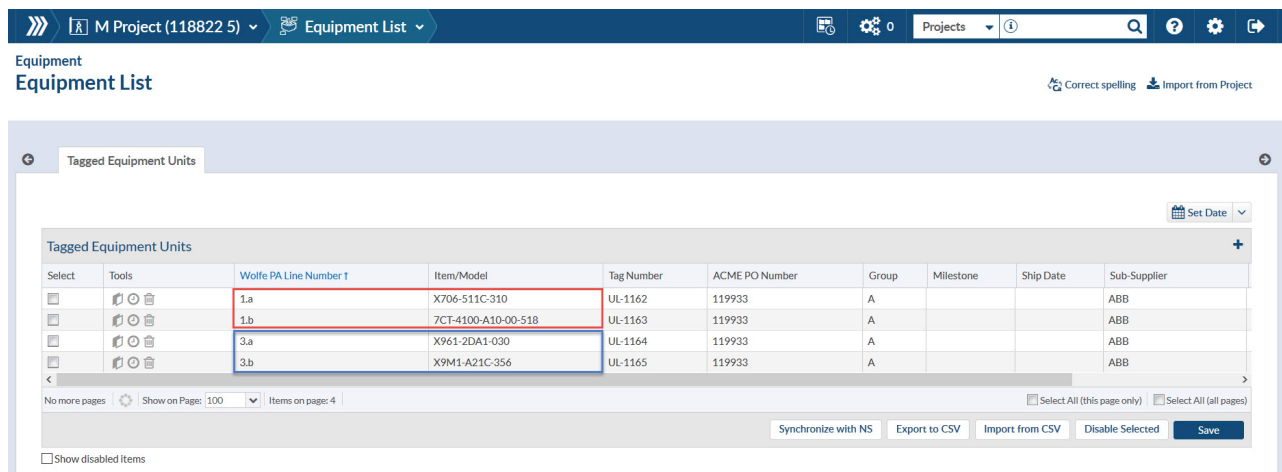 M Project (118822 5) Equipment List 0 Projects
Equipment
Equipment List
Correct spelling Import from Project
Tagged Equipment Units
Set Date
Tagged Equipment Units +
Select Tools Wolfe PA Line Number ↑ Item/Model Tag Number ACME PO Number Group Milestone Ship Date Sub-Supplier
1.a X706-511C-310 UL-1162 119933 A ABB
1.b 7CT-4100-A10-00-518 UL-1163 119933 A ABB
3.a X961-2DA1-030 UL-1164 119933 A ABB
3.b X9M1-A21C-356 UL-1165 119933 A ABB
No more pages Show on Page: 100 Items on page: 4 Select All (this page only) Select All (all pages)
Synchronize with NS Export to CSV Import from CSV Disable Selected Save
Show disabled items